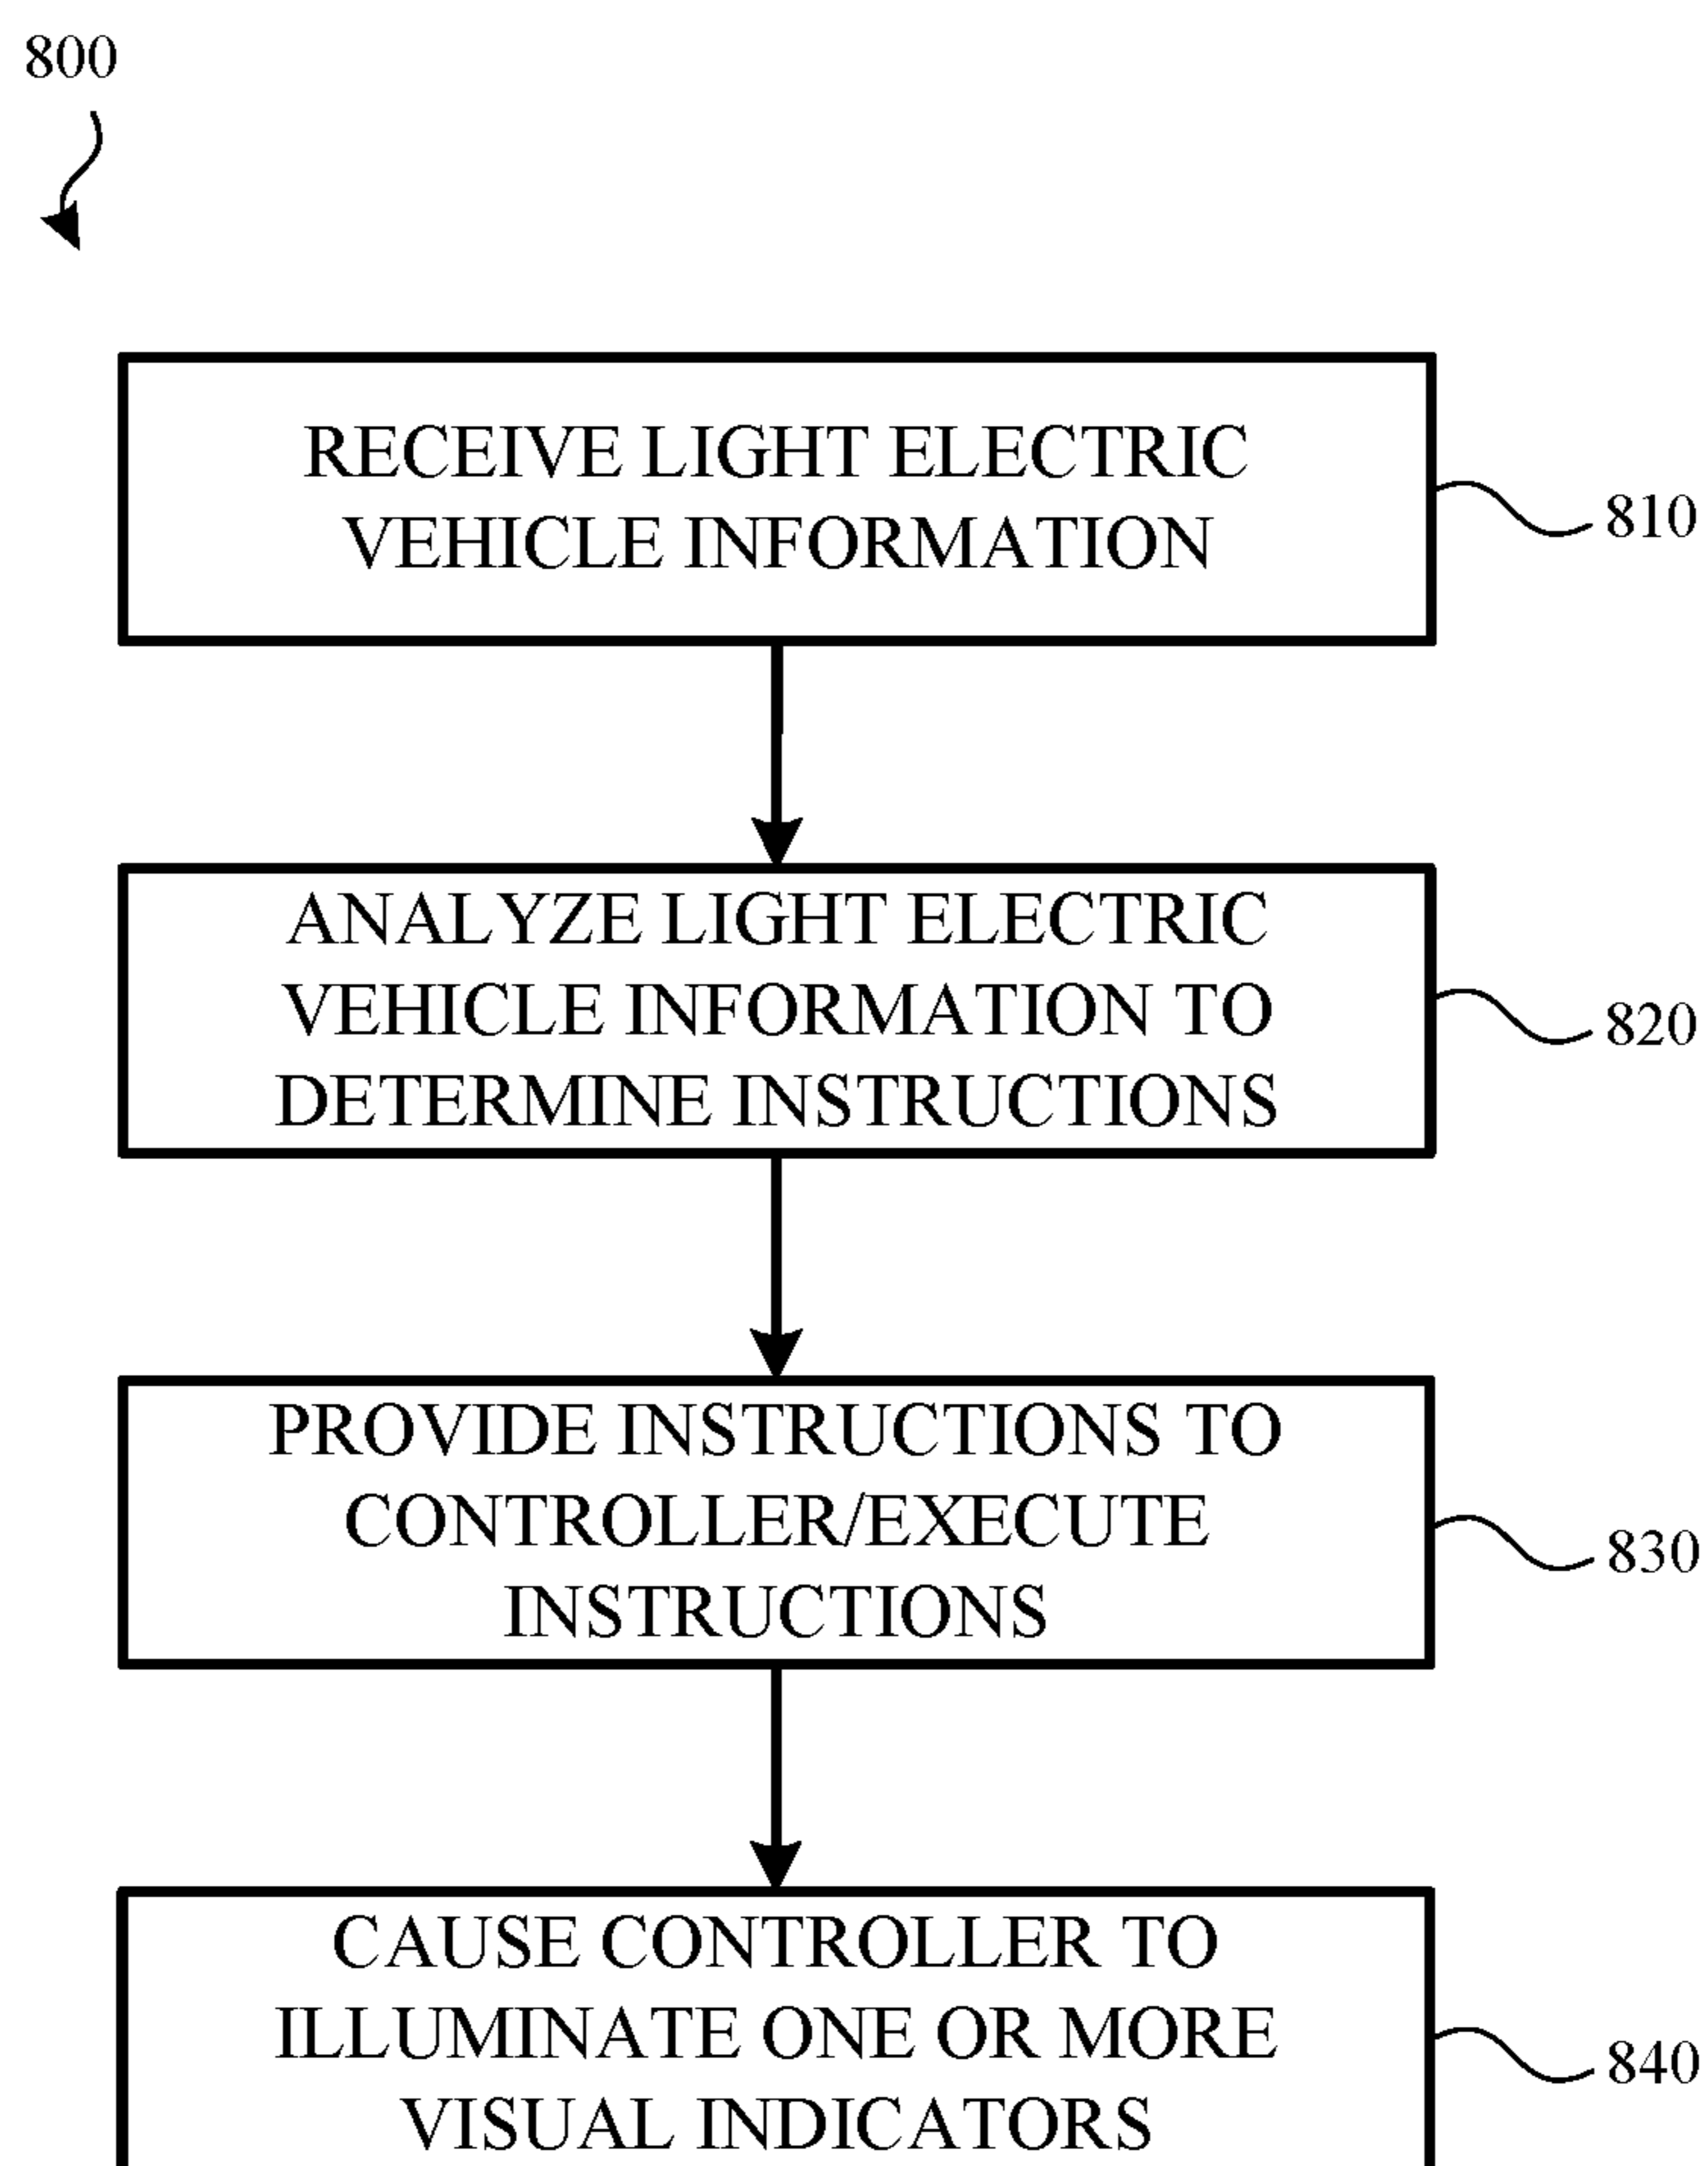 800
RECEIVE LIGHT ELECTRIC
VEHICLE INFORMATION
810
ANALYZE LIGHT ELECTRIC
VEHICLE INFORMATION TO
DETERMINE INSTRUCTIONS
820
PROVIDE INSTRUCTIONS TO
CONTROLLER/EXECUTE
INSTRUCTIONS
830
CAUSE CONTROLLER TO
ILLUMINATE ONE OR MORE
VISUAL INDICATORS
840